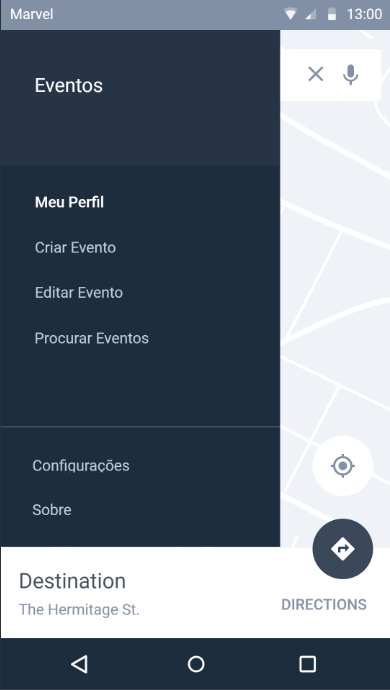 Marvel
13:00
Eventos
Meu Perfil
Criar Evento
Editar Evento
Procurar Eventos
Configurações
Sobre
Destination
The Hermitage St.
DIRECTIONS